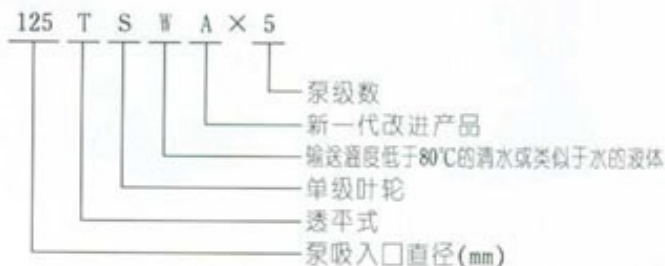 125 T S W A × 5
泵级数
新一代改进产品
输送温度低于80℃的清水或类似于水的液体
单级叶轮
透平式
泵吸入口直径(mm)